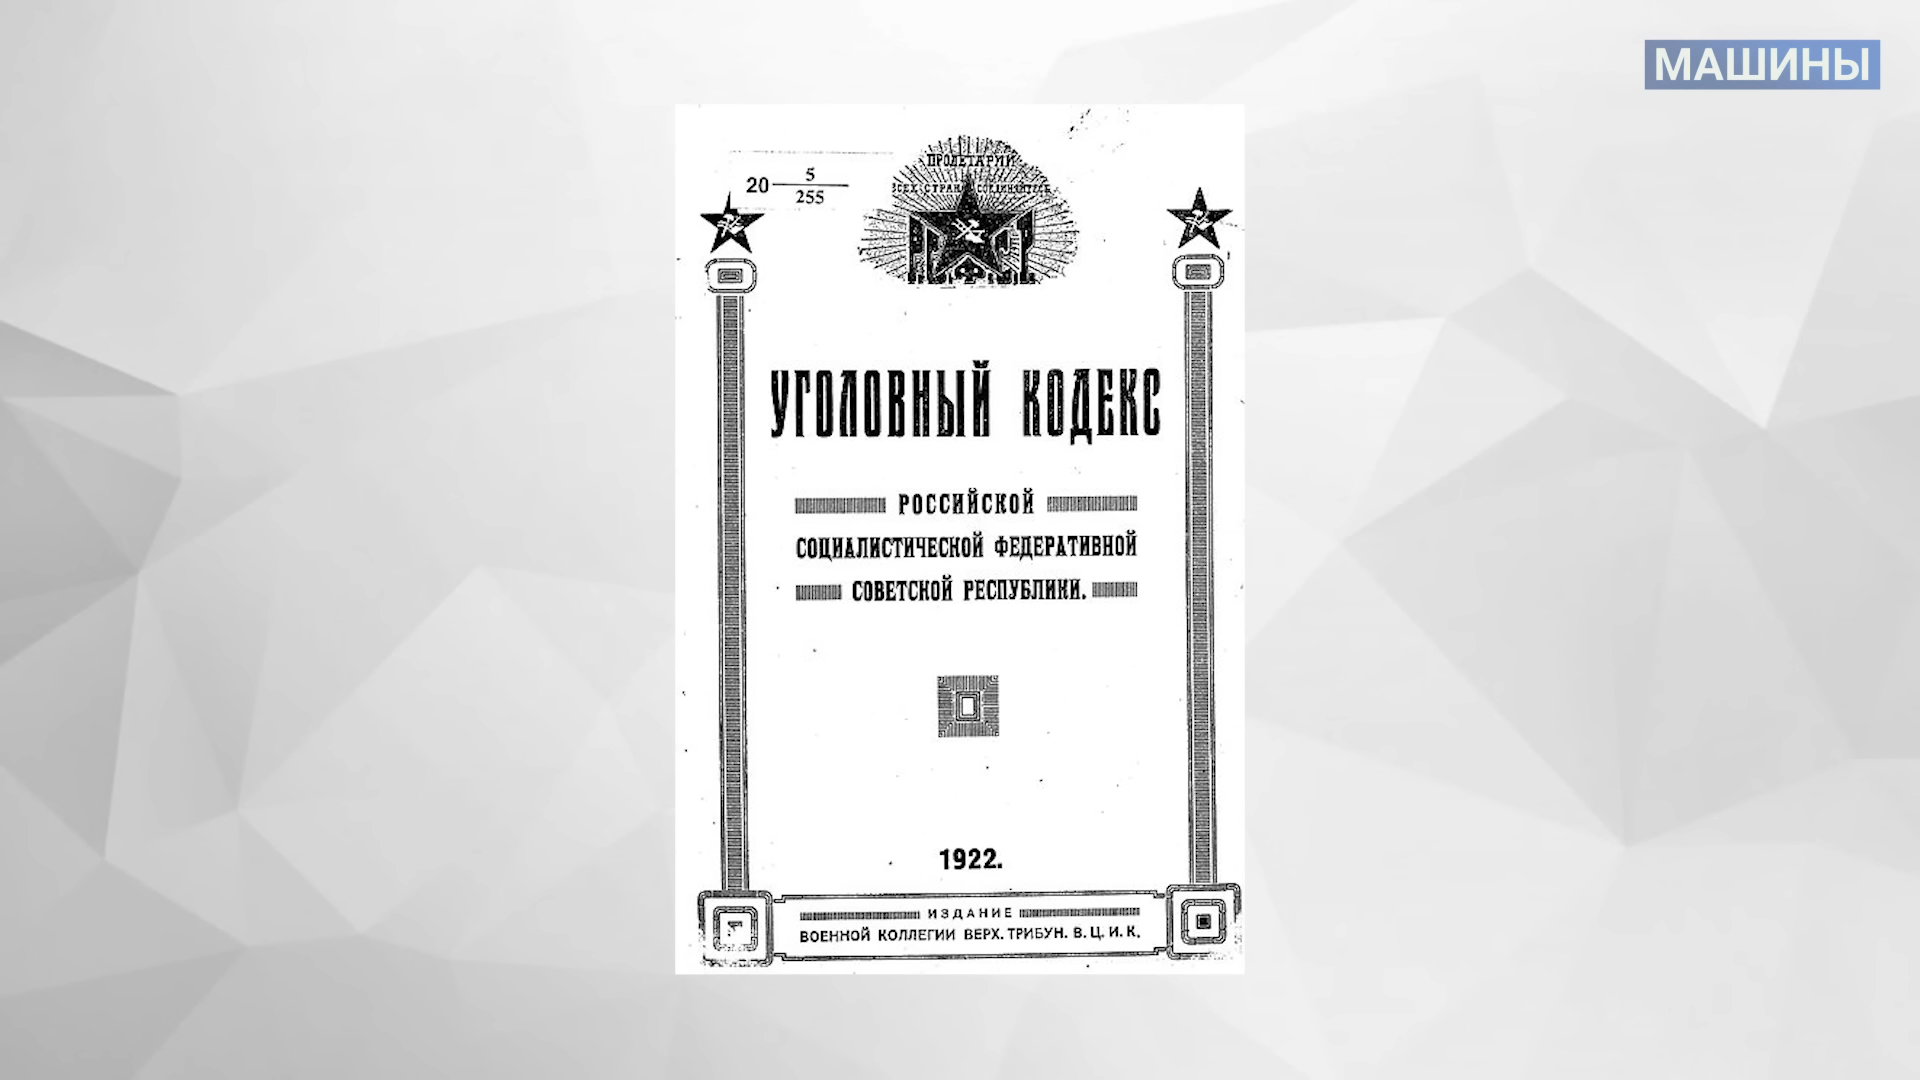 МАШИНЫ
20 5/255
ПРОЛЕТАРИИ
ВСЕХ СТРАН СОЕДИНЯЙТЕСЬ
Р.С.Ф.С.Р.
УГОЛОВНЫЙ КОДЕКС
РОССИЙСКОЙ
СОЦИАЛИСТИЧЕСКОЙ ФЕДЕРАТИВНОЙ
СОВЕТСКОЙ РЕСПУБЛИКИ.
1922.
ИЗДАНИЕ
ВОЕННОЙ КОЛЛЕГИИ ВЕРХ. ТРИБУН. В. Ц. И. К.